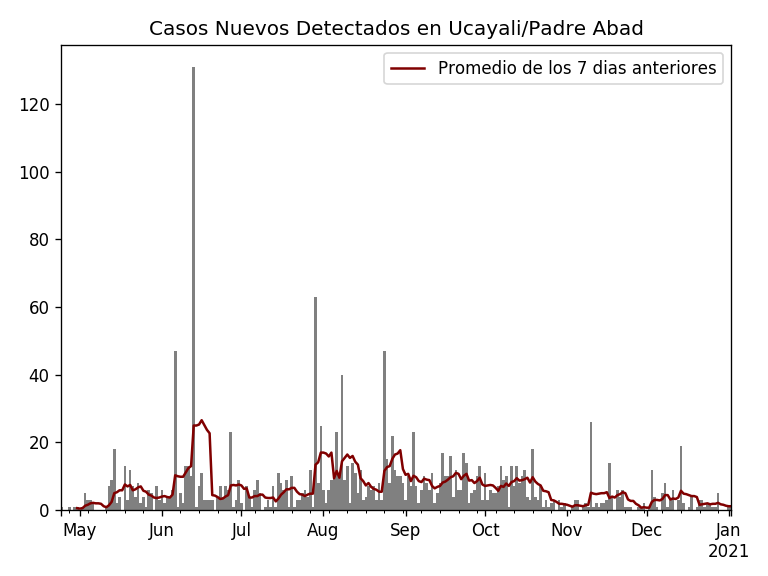 Casos Nuevos Detectados en Ucayali/Padre Abad
Promedio de los 7 dias anteriores
120
100
80
60
40
20
0
May Jun Jul Aug Sep Oct Nov Dec Jan
2021